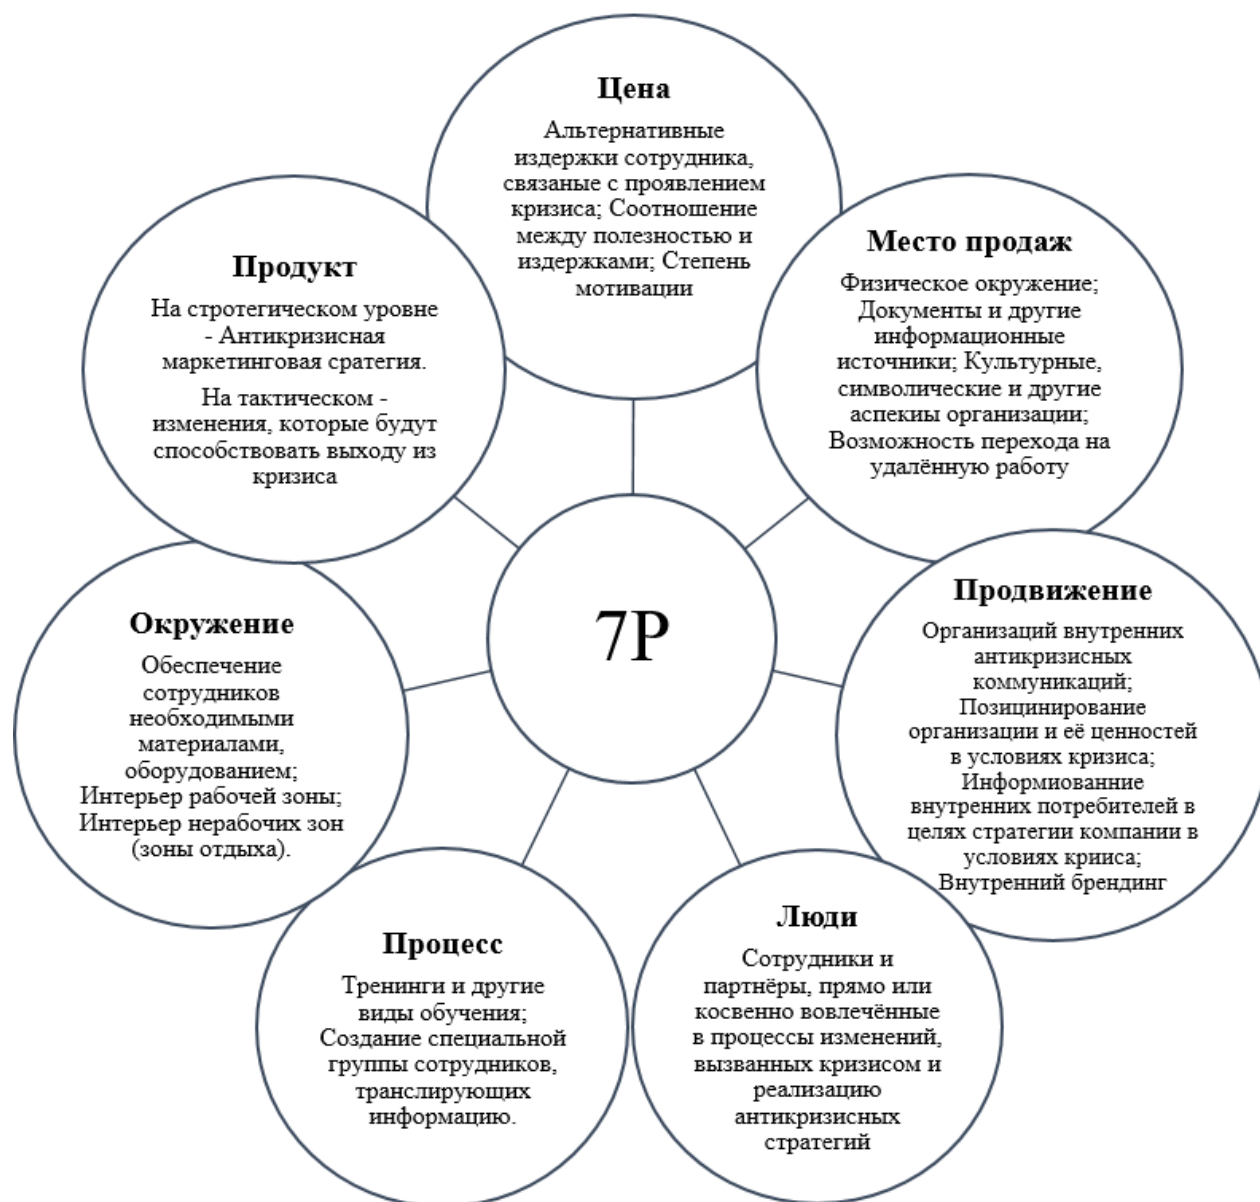 Цена
Альтернативные
издержки сотрудника,
связаные с проявлением
кризиса; Соотношение
между полезностью и
издержками; Степень
мотивации
Место продаж
Физическое окружение;
Документы и другие
информационные
источники; Культурные,
символические и другие
аспекиы организации;
Возможность перехода на
удалённую работу
Продвижение
Организаций внутренних
антикризисных
коммуникаций;
Позицинирование
организации и её ценностей
в условиях кризиса;
Информиованние
внутренних потребителей в
целях стратегии компании в
условиях крииса;
Внутренний брендинг
Люди
Сотрудники и
партнёры, прямо или
косвенно вовлечённые
в процессы изменений,
вызванных кризисом и
реализацию
антикризисных
стратегий
Процесс
Тренинги и другие
виды обучения;
Создание специальной
группы сотрудников,
транслирующих
информацию.
Окружение
Обеспечение
сотрудников
необходимыми
материалами,
оборудованием;
Интерьер рабочей зоны;
Интерьер нерабочих зон
(зоны отдыха).
Продукт
На стротегическом уровне
- Антикризисная
маркетинговая сратегия.
На тактическом -
изменения, которые будут
способствовать выходу из
кризиса
7P